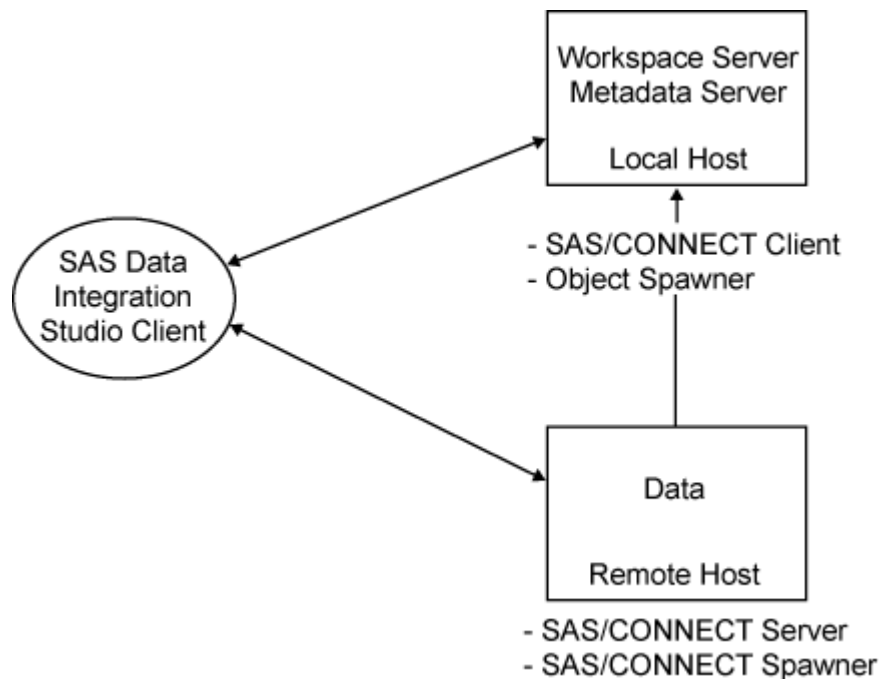 Workspace Server
Metadata Server
Local Host
- SAS/CONNECT Client
- Object Spawner
SAS Data
Integration
Studio Client
Data
Remote Host
- SAS/CONNECT Server
- SAS/CONNECT Spawner